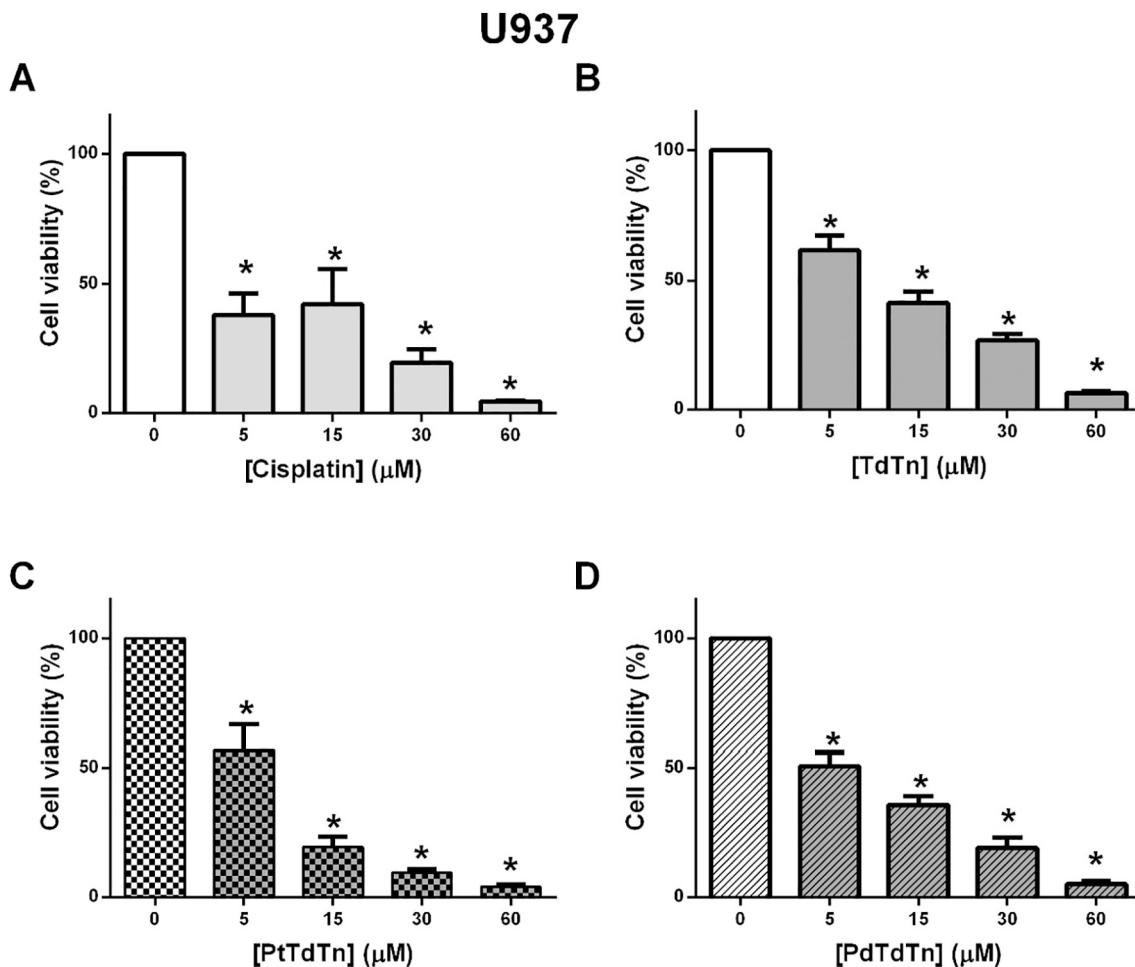 U937
A
Cell viability (%)
100
50
0
*
*
*
*
0 5 15 30 60
[Cisplatin] (μM)
B
Cell viability (%)
100
50
0
*
*
*
*
0 5 15 30 60
[TdTn] (μM)
C
Cell viability (%)
100
50
0
*
*
*
*
0 5 15 30 60
[PtTdTn] (μM)
D
Cell viability (%)
100
50
0
*
*
*
*
0 5 15 30 60
[PdTdTn] (μM)